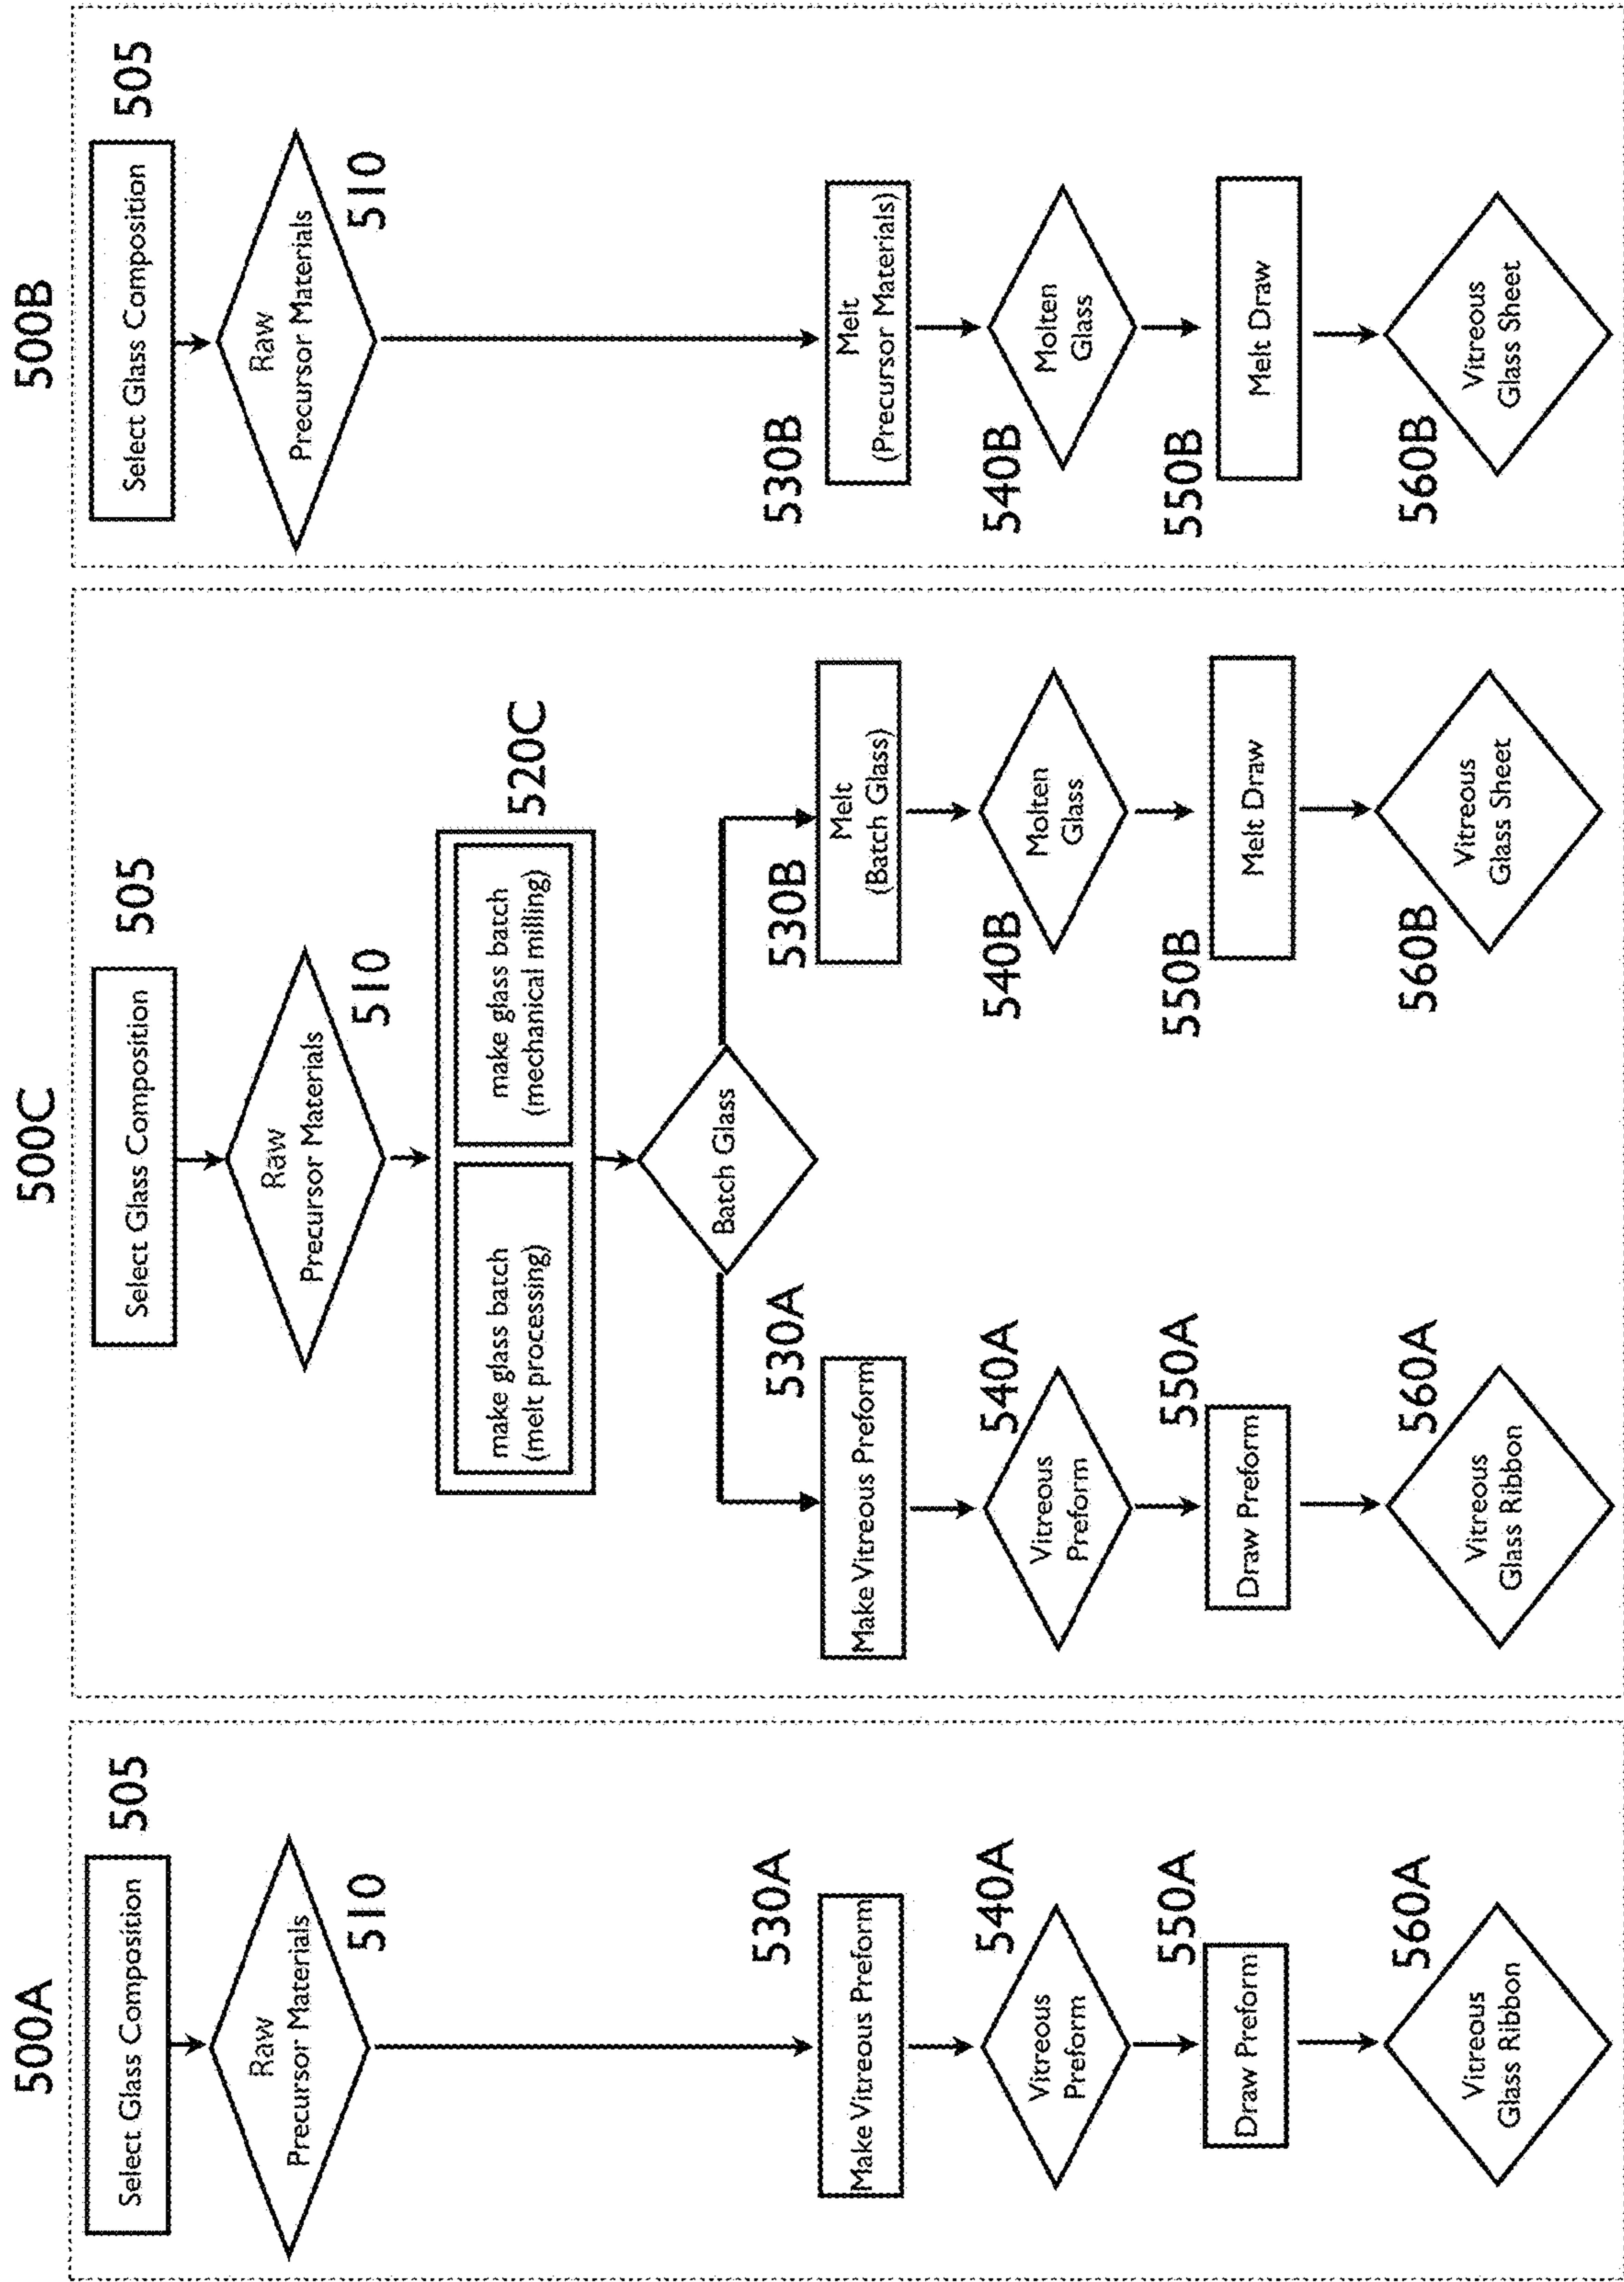 500A
Select Glass Composition
505
Raw
Precursor Materials
510
530A
Make Vitreous Preform
540A
Vitreous
Preform
550A
Draw Preform
560A
Vitreous
Glass Ribbon
500C
Select Glass Composition
505
Raw
Precursor Materials
510
make glass batch
(melt processing)
make glass batch
(mechanical milling)
520C
Batch Glass
530A
Make Vitreous Preform
540A
Vitreous
Preform
550A
Draw Preform
560A
Vitreous
Glass Ribbon
530B
Melt
(Batch Glass)
540B
Molten
Glass
550B
Melt Draw
560B
Vitreous
Glass Sheet
500B
Select Glass Composition
505
Raw
Precursor Materials
510
530B
Melt
(Precursor Materials)
540B
Molten
Glass
550B
Melt Draw
560B
Vitreous
Glass Sheet